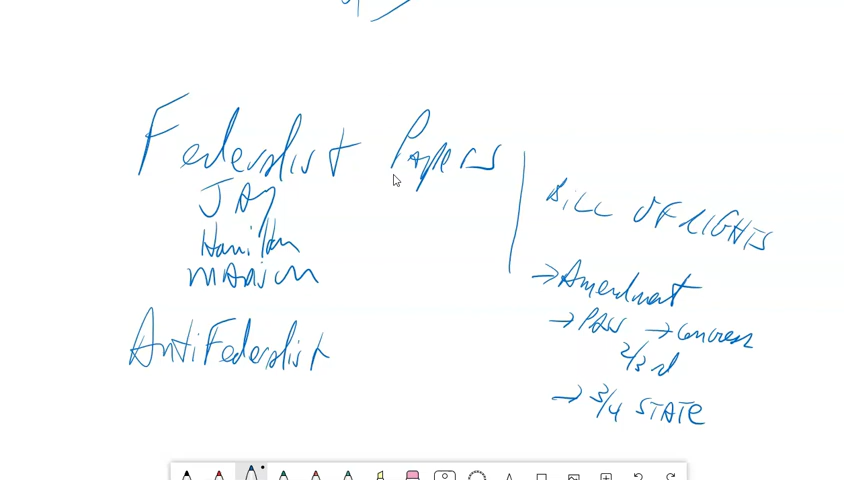 Federalist Papers
JAY
Hamilton
MADISON
AntiFederalist
BILL OF RIGHTS
→ Amendment
→ PASS → Congress
2/3rd
→ 3/4 STATE